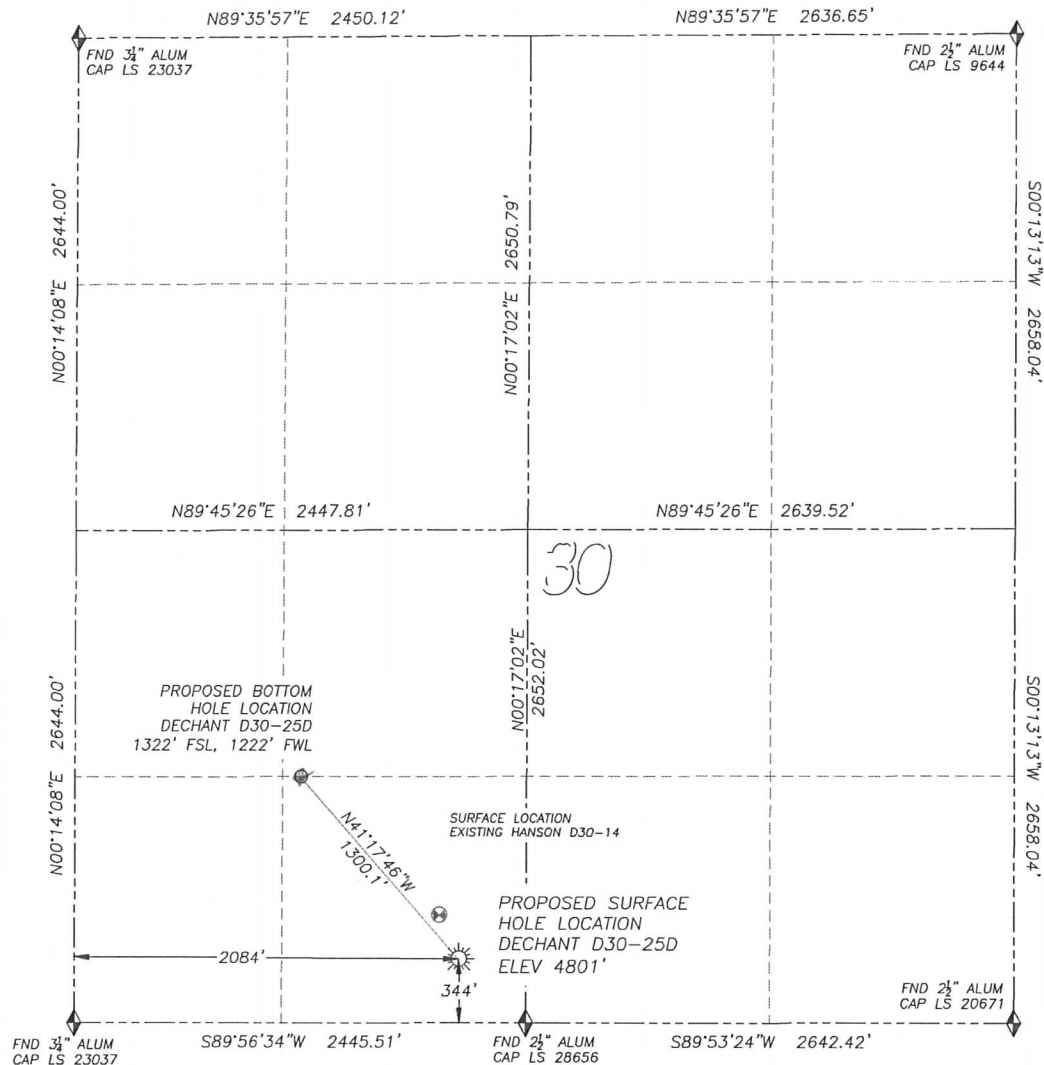 N89°35'57"E 2450.12'
N89°35'57"E 2636.65'
FND 3¼" ALUM
CAP LS 23037
FND 2½" ALUM
CAP LS 9644
N00°14'08"E 2644.00'
N00°17'02"E 2650.79'
S00°13'13"W 2658.04'
N89°45'26"E 2447.81'
N89°45'26"E 2639.52'
30
N00°14'08"E 2644.00'
N00°17'02"E
2652.02'
S00°13'13"W 2658.04'
PROPOSED BOTTOM
HOLE LOCATION
DECHANT D30-25D
1322' FSL, 1222' FWL
N41°17'46"W
1300.1'
SURFACE LOCATION
EXISTING HANSON D30-14
PROPOSED SURFACE
HOLE LOCATION
DECHANT D30-25D
ELEV 4801'
2084'
344'
FND 3¼" ALUM
CAP LS 23037
S89°56'34"W 2445.51'
FND 2½" ALUM
CAP LS 28656
S89°53'24"W 2642.42'
FND 2½" ALUM
CAP LS 20671